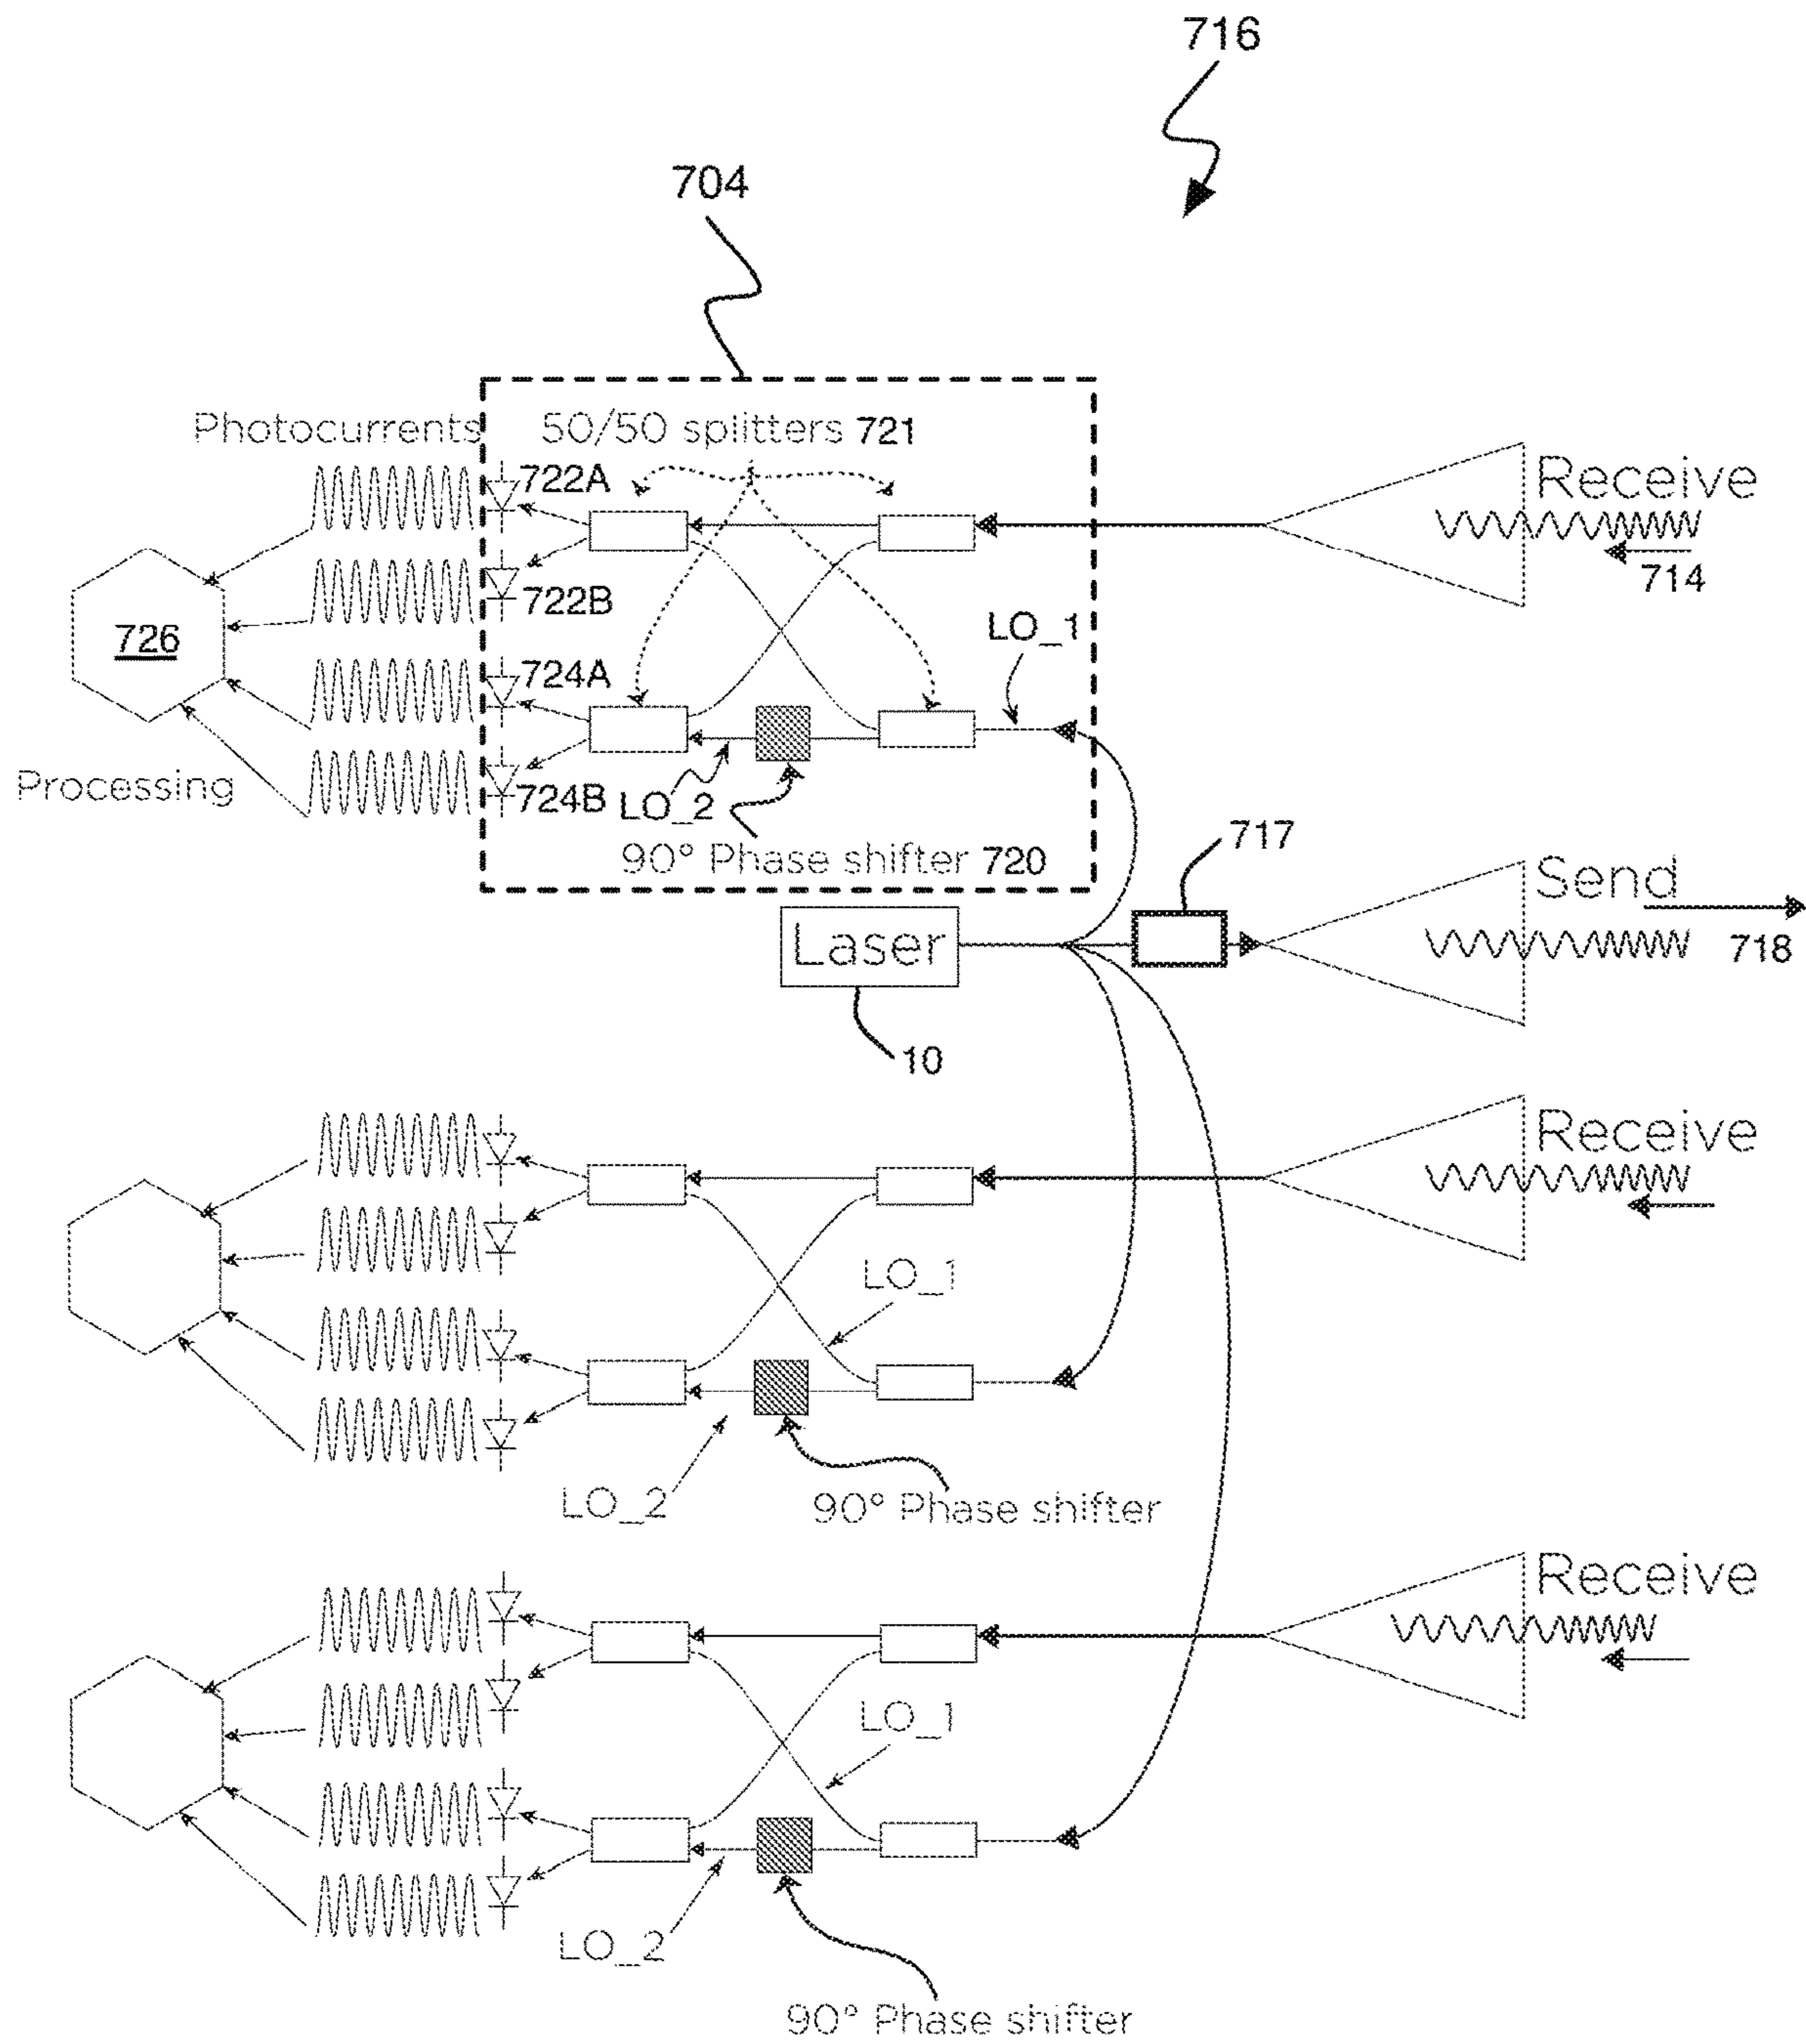 716
704
Photocurrents
50/50 splitters 721
722A
Receive
714
722B
LO_1
726
724A
Processing
724B
LO_2
717
90° Phase shifter 720
Send
718
Laser
10
Receive
LO_1
LO_2
90° Phase shifter
Receive
LO_1
LO_2
90° Phase shifter